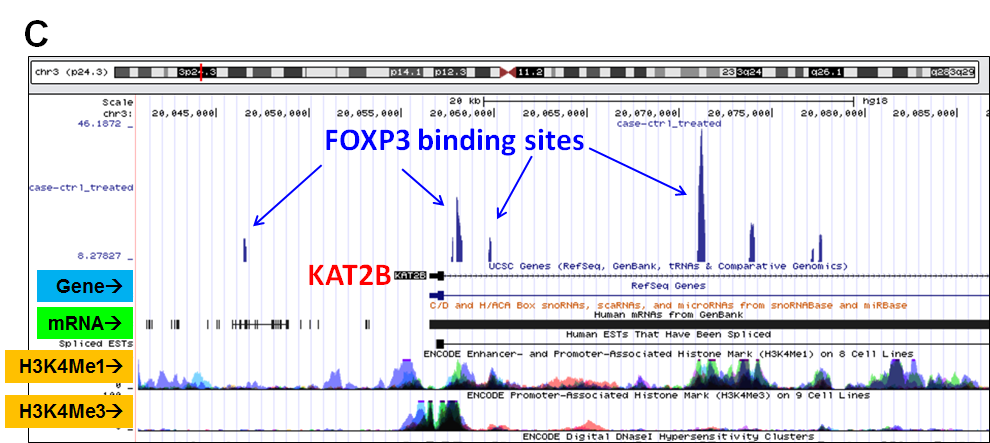 C
chr3 (p24.3) 3p24.3 p14.1 p12.3 11.2 23 3q24 q26.1 q28 3q29
Scale 20 kb hg18
chr3: 20,045,000 20,050,000 20,055,000 20,060,000 20,065,000 20,070,000 20,075,000 20,080,000 20,085,000
46.1872 _ case-ctrl_treated
FOXP3 binding sites
case-ctrl_treated
8.27827 _
UCSC Genes (RefSeq, GenBank, tRNAs & Comparative Genomics)
KAT2B KAT2B
Gene→ RefSeq Genes
C/D and H/ACA Box snoRNAs, scaRNAs, and microRNAs from snoRNABase and miRBase
Human mRNAs from GenBank
mRNA→
Human ESTs That Have Been Spliced
Spliced ESTs
ENCODE Enhancer- and Promoter-Associated Histone Mark (H3K4Me1) on 8 Cell Lines
H3K4Me1→
0 _
ENCODE Promoter-Associated Histone Mark (H3K4Me3) on 9 Cell Lines
H3K4Me3→
ENCODE Digital DNaseI Hypersensitivity Clusters